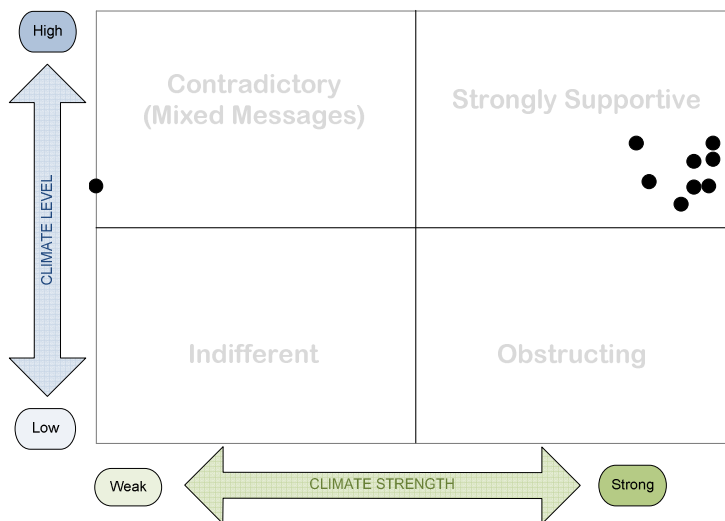 High
Contradictory
(Mixed Messages)
Strongly Supportive
CLIMATE LEVEL
Indifferent
Obstructing
Low
Weak
CLIMATE STRENGTH
Strong